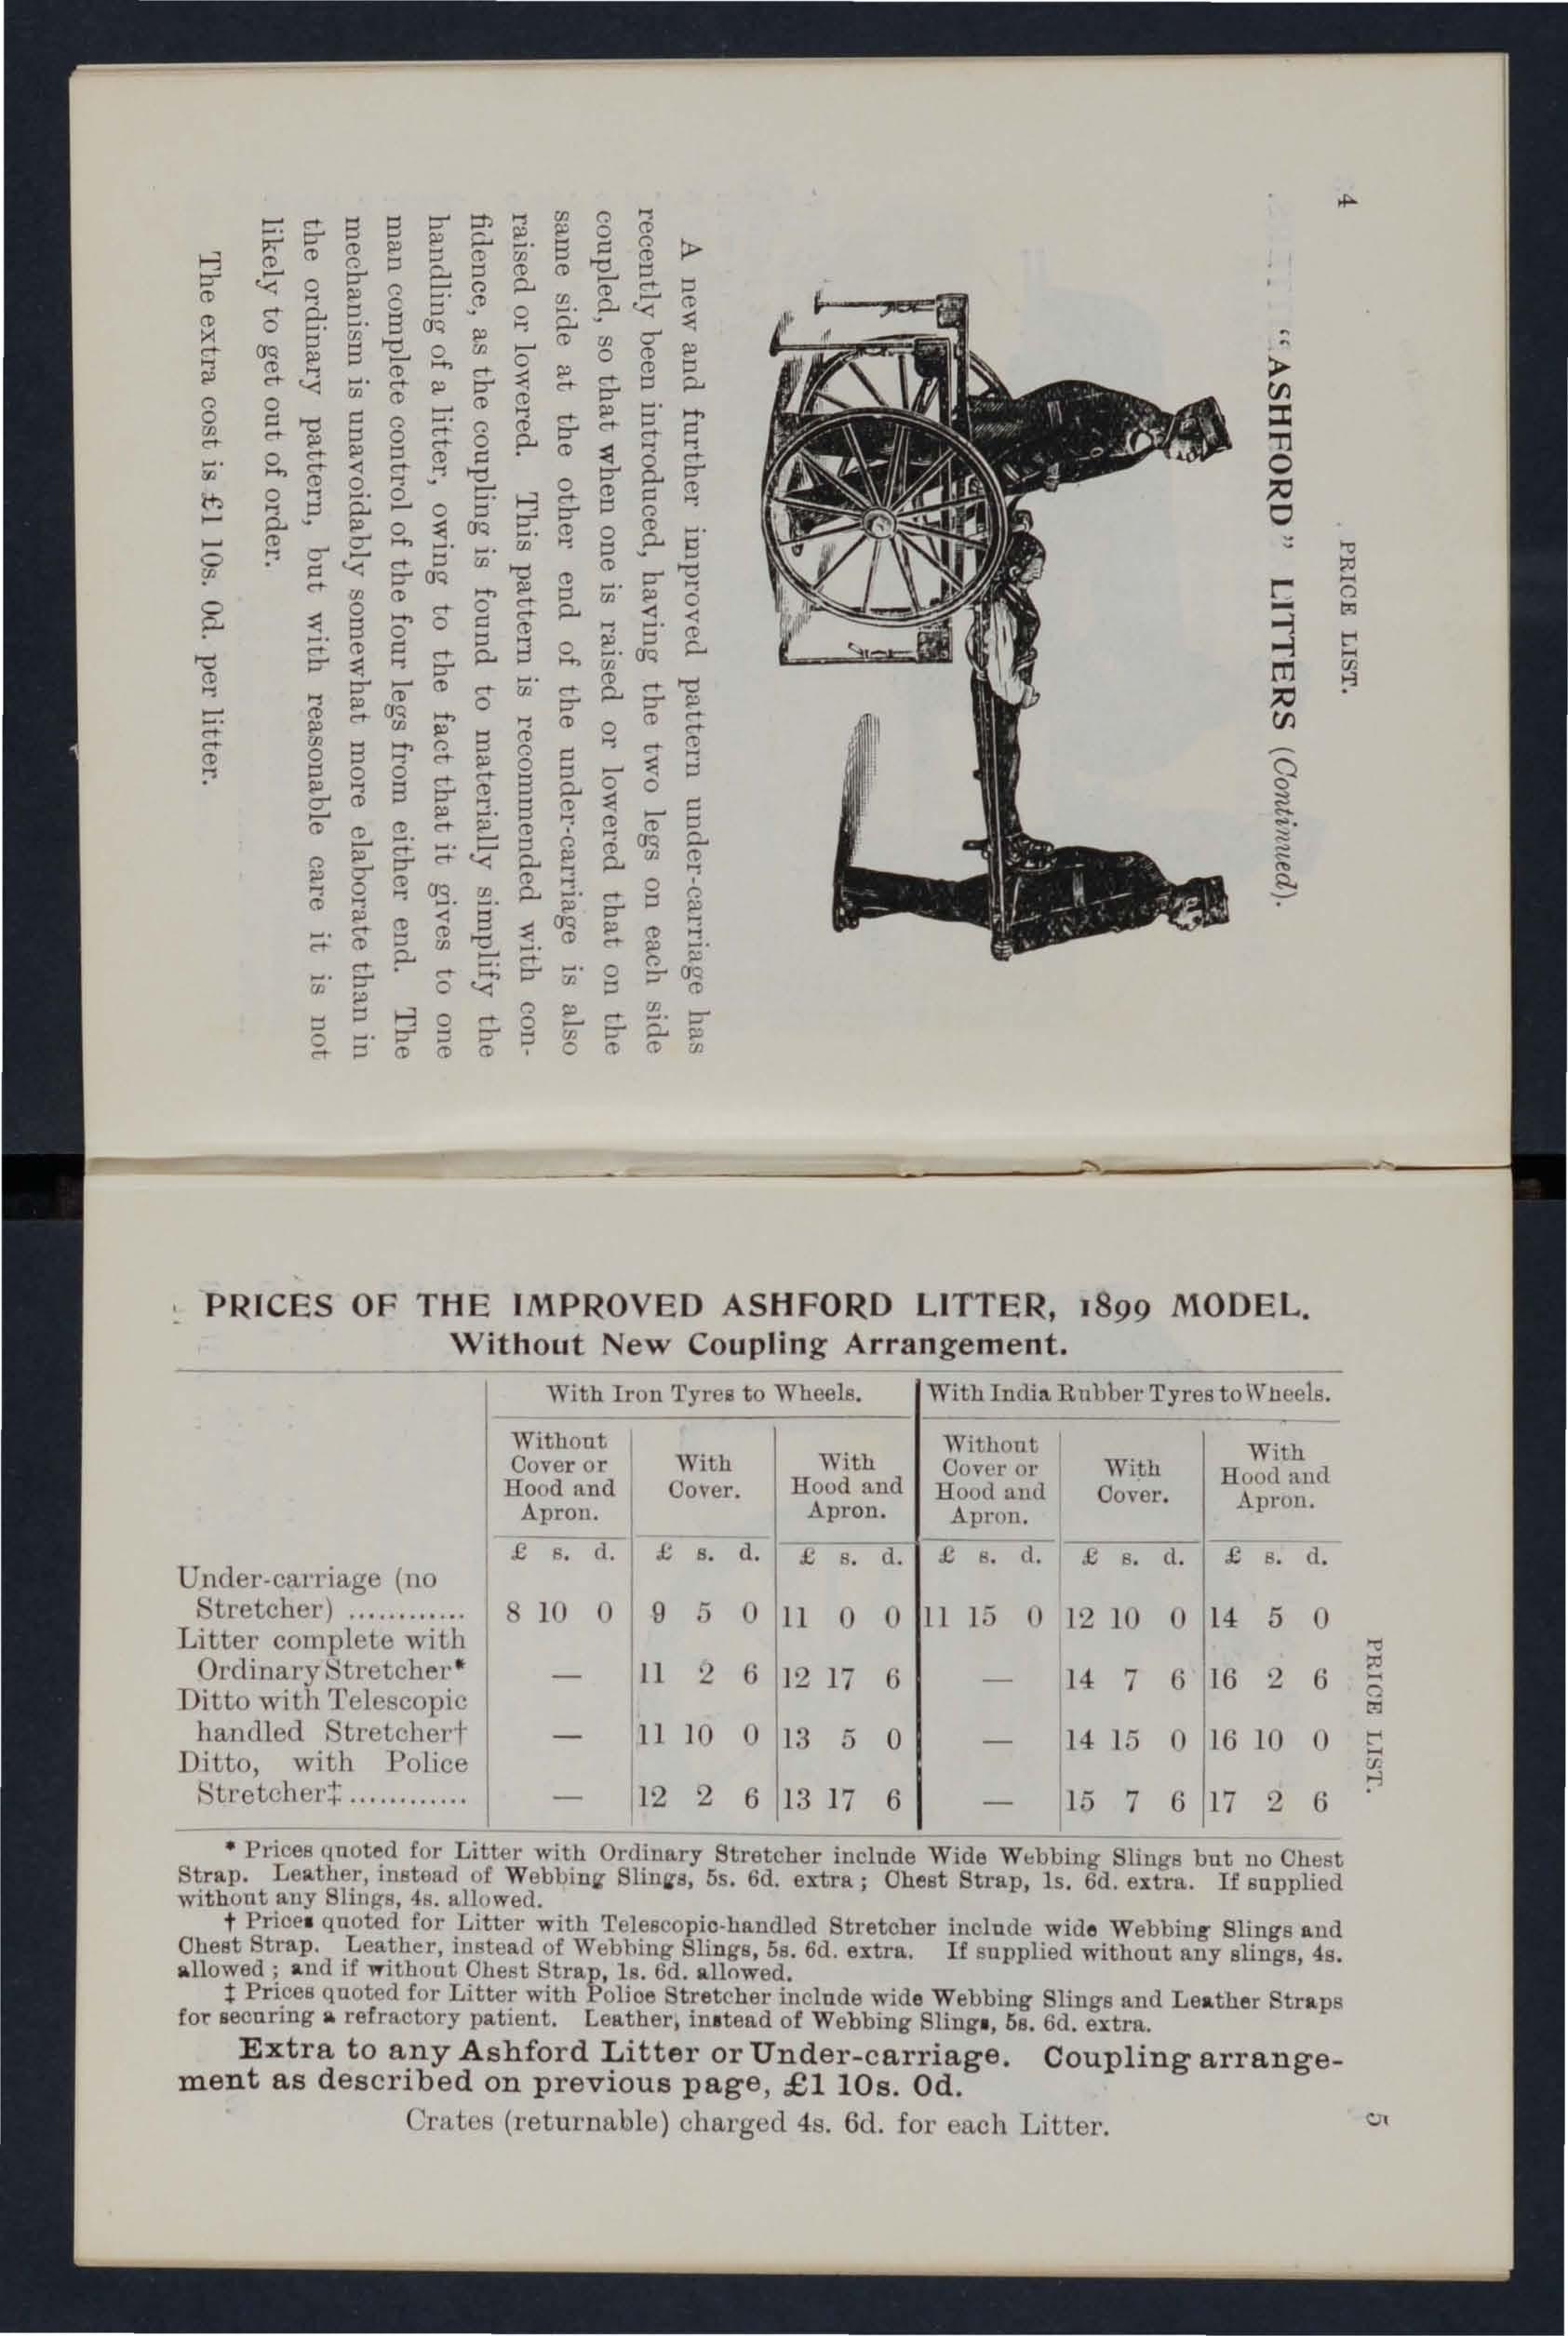 4
PRICE LIST.
"ASHFORD" LITTERS (Continued).
A new and further improved pattern under-carriage has
recently been introduced, having the two legs on each side
coupled, so that when one is raised or lowered that on the
same side at the other end of the under-carriage is also
raised or lowered. This pattern is recommended with con-
fidence, as the coupling is found to materially simplify the
handling of a litter, owing to the fact that it gives to one
man complete control of the four legs from either end. The
mechanism is unavoidably somewhat more elaborate than in
the ordinary pattern, but with reasonable care it is not
likely to get out of order.
The extra cost is £1 10s. 0d. per litter.
PRICE LIST.
5
PRICES OF THE IMPROVED ASHFORD LITTER, 1899 MODEL.
Without New Coupling Arrangement.
With Iron Tyres to Wheels. With India Rubber Tyres to Wheels.
Without Cover or Hood and Apron. With Cover. With Hood and Apron. Without Cover or Hood and Apron. With Cover. With Hood and Apron.
£ s. d. £ s. d. £ s. d. £ s. d. £ s. d. £ s. d.
Under-carriage (no
Stretcher) ............. 8 10 0 9 5 0 11 0 0 11 15 0 12 10 0 14 5 0
Litter complete with
Ordinary Stretcher* — 11 2 6 12 17 6 — 14 7 6 16 2 6
Ditto with Telescopic
handled Stretcher† — 11 10 0 13 5 0 — 14 15 0 16 10 0
Ditto, with Police
Stretcher‡ ............. — 12 2 6 13 17 6 — 15 7 6 17 2 6
* Prices quoted for Litter with Ordinary Stretcher include Wide Webbing Slings but no Chest
Strap. Leather, instead of Webbing Slings, 5s. 6d. extra; Chest Strap, 1s. 6d. extra. If supplied
without any Slings, 4s. allowed.
† Prices quoted for Litter with Telescopic-handled Stretcher include wide Webbing Slings and
Chest Strap. Leather, instead of Webbing Slings, 5s. 6d. extra. If supplied without any slings, 4s.
allowed; and if without Chest Strap, 1s. 6d. allowed.
‡ Prices quoted for Litter with Police Stretcher include wide Webbing Slings and Leather Straps
for securing a refractory patient. Leather, instead of Webbing Slings, 5s. 6d. extra.
Extra to any Ashford Litter or Under-carriage. Coupling arrange-
ment as described on previous page, £1 10s. 0d.
Crates (returnable) charged 4s. 6d. for each Litter.